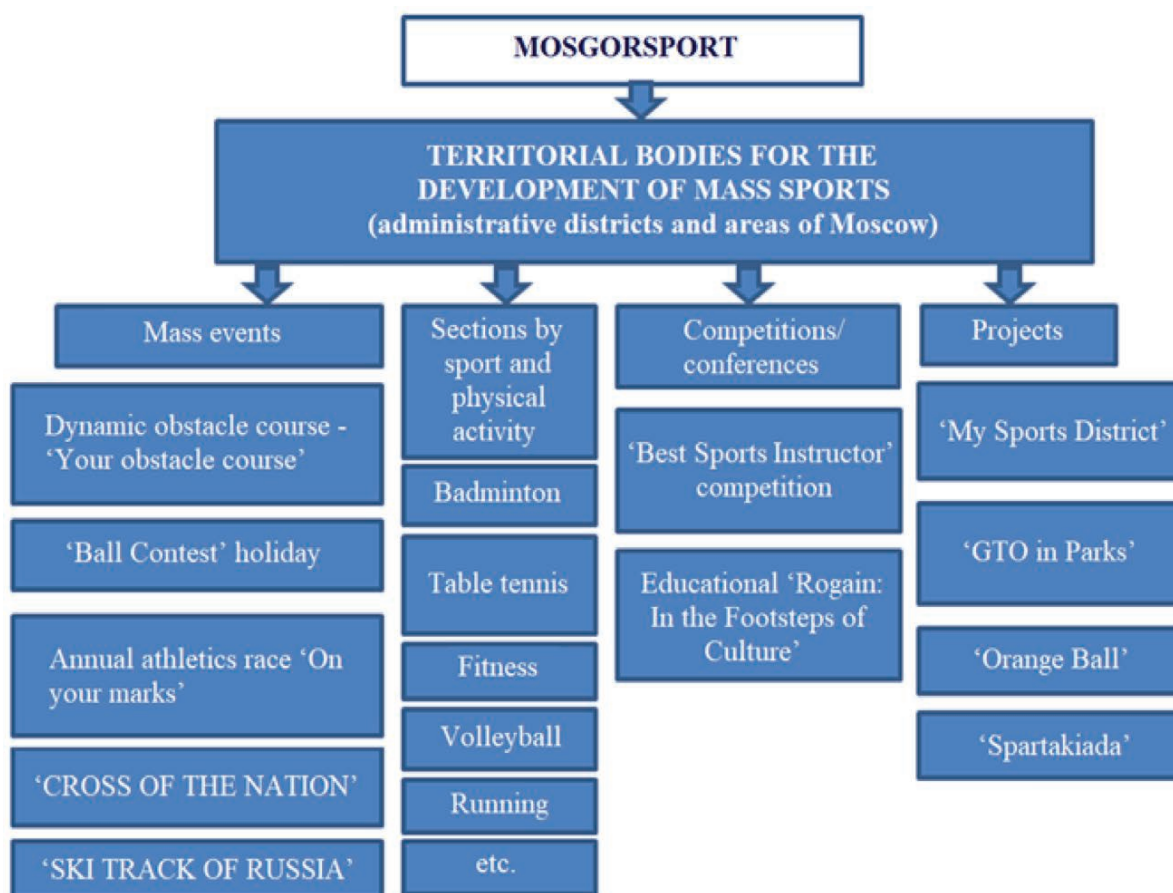 MOSGORSPORT
TERRITORIAL BODIES FOR THE
DEVELOPMENT OF MASS SPORTS
(administrative districts and areas of Moscow)
Mass events
Dynamic obstacle course -
‘Your obstacle course’
‘Ball Contest’ holiday
Annual athletics race ‘On
your marks’
‘CROSS OF THE NATION’
‘SKI TRACK OF RUSSIA’
Sections by
sport and
physical
activity
Badminton
Table tennis
Fitness
Volleyball
Running
etc.
Competitions/
conferences
‘Best Sports Instructor’
competition
Educational ‘Rogain:
In the Footsteps of
Culture’
Projects
‘My Sports District’
‘GTO in Parks’
‘Orange Ball’
‘Spartakiada’